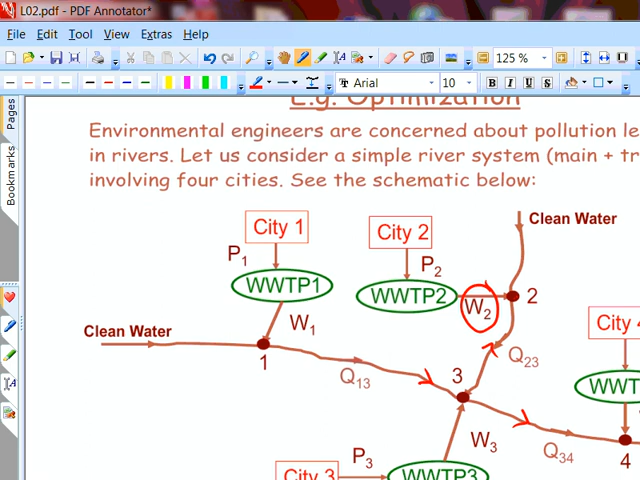 L02.pdf - PDF Annotator*
File Edit Tool View Extras Help
125 %
Arial 10 B I U S
Pages
Bookmarks
E.g. Optimization
Environmental engineers are concerned about pollution le
in rivers. Let us consider a simple river system (main + tr
involving four cities. See the schematic below:
City 1
City 2
Clean Water
P1
P2
WWTP1
WWTP2
W2
2
W1
City 4
Clean Water
1
Q13
3
Q23
WWT
W3
Q34
4
P3
City 3
WWTP3